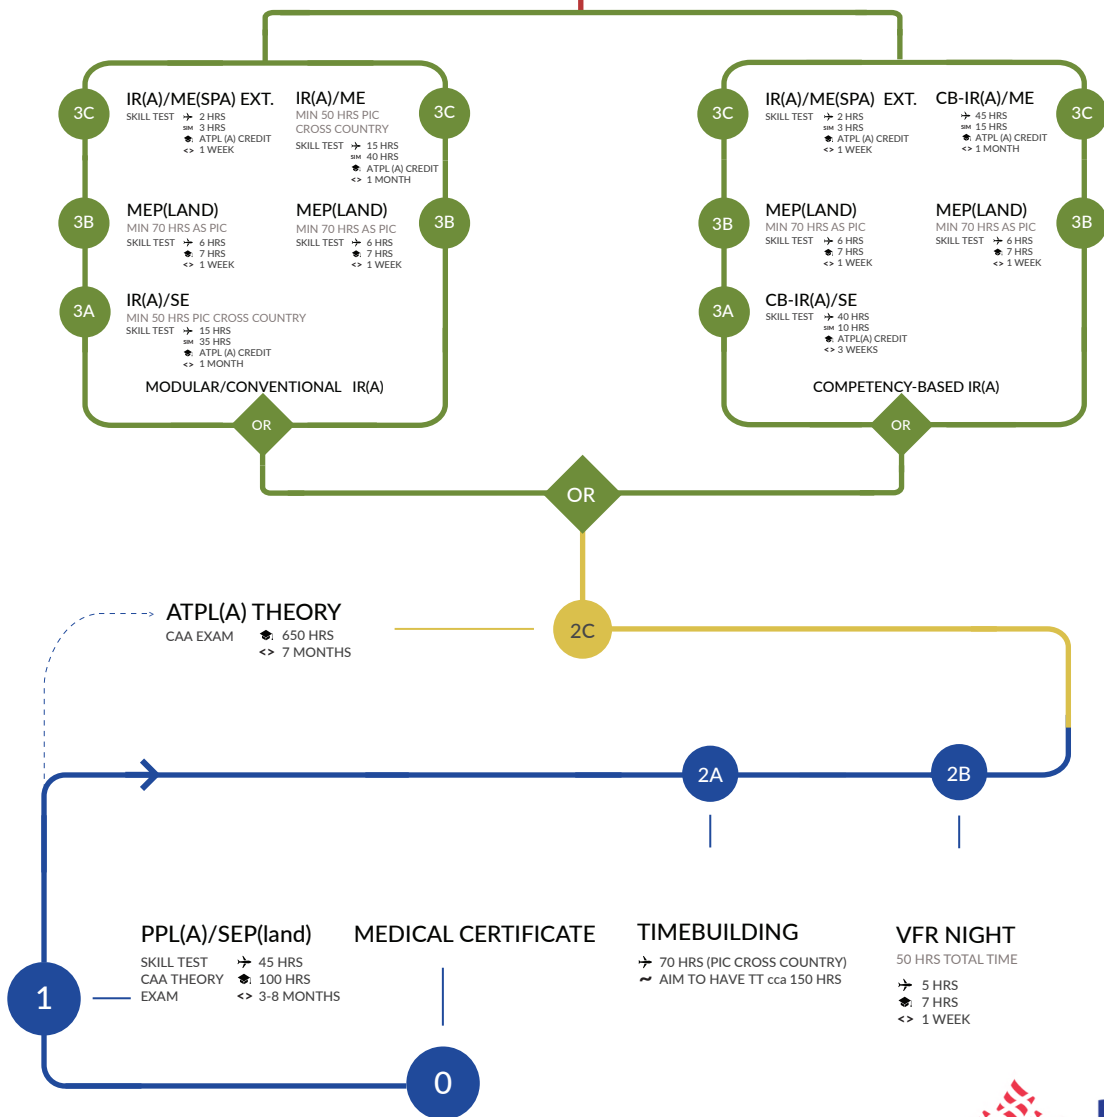 3C
IR(A)/ME(SPA) EXT.
SKILL TEST 2 HRS
SIM 3 HRS
ATPL (A) CREDIT
<> 1 WEEK
IR(A)/ME
MIN 50 HRS PIC
CROSS COUNTRY
SKILL TEST 15 HRS
SIM 40 HRS
ATPL (A) CREDIT
<> 1 MONTH
3C
3B
MEP(LAND)
MIN 70 HRS AS PIC
SKILL TEST 6 HRS
7 HRS
<> 1 WEEK
MEP(LAND)
MIN 70 HRS AS PIC
SKILL TEST 6 HRS
7 HRS
<> 1 WEEK
3B
3A
IR(A)/SE
MIN 50 HRS PIC CROSS COUNTRY
SKILL TEST 15 HRS
SIM 35 HRS
ATPL (A) CREDIT
<> 1 MONTH
MODULAR/CONVENTIONAL IR(A)
OR
3C
IR(A)/ME(SPA) EXT.
SKILL TEST 2 HRS
SIM 3 HRS
ATPL (A) CREDIT
<> 1 WEEK
CB-IR(A)/ME
45 HRS
SIM 15 HRS
ATPL (A) CREDIT
<> 1 MONTH
3C
3B
MEP(LAND)
MIN 70 HRS AS PIC
SKILL TEST 6 HRS
7 HRS
<> 1 WEEK
MEP(LAND)
MIN 70 HRS AS PIC
SKILL TEST 6 HRS
7 HRS
<> 1 WEEK
3B
3A
CB-IR(A)/SE
SKILL TEST 40 HRS
SIM 10 HRS
ATPL(A) CREDIT
<> 3 WEEKS
COMPETENCY-BASED IR(A)
OR
OR
ATPL(A) THEORY
CAA EXAM 650 HRS
<> 7 MONTHS
2C
2A
2B
PPL(A)/SEP(land)
SKILL TEST 45 HRS
CAA THEORY 100 HRS
EXAM <> 3-8 MONTHS
1
MEDICAL CERTIFICATE
0
TIMEBUILDING
70 HRS (PIC CROSS COUNTRY)
~ AIM TO HAVE TT cca 150 HRS
VFR NIGHT
50 HRS TOTAL TIME
5 HRS
7 HRS
<> 1 WEEK